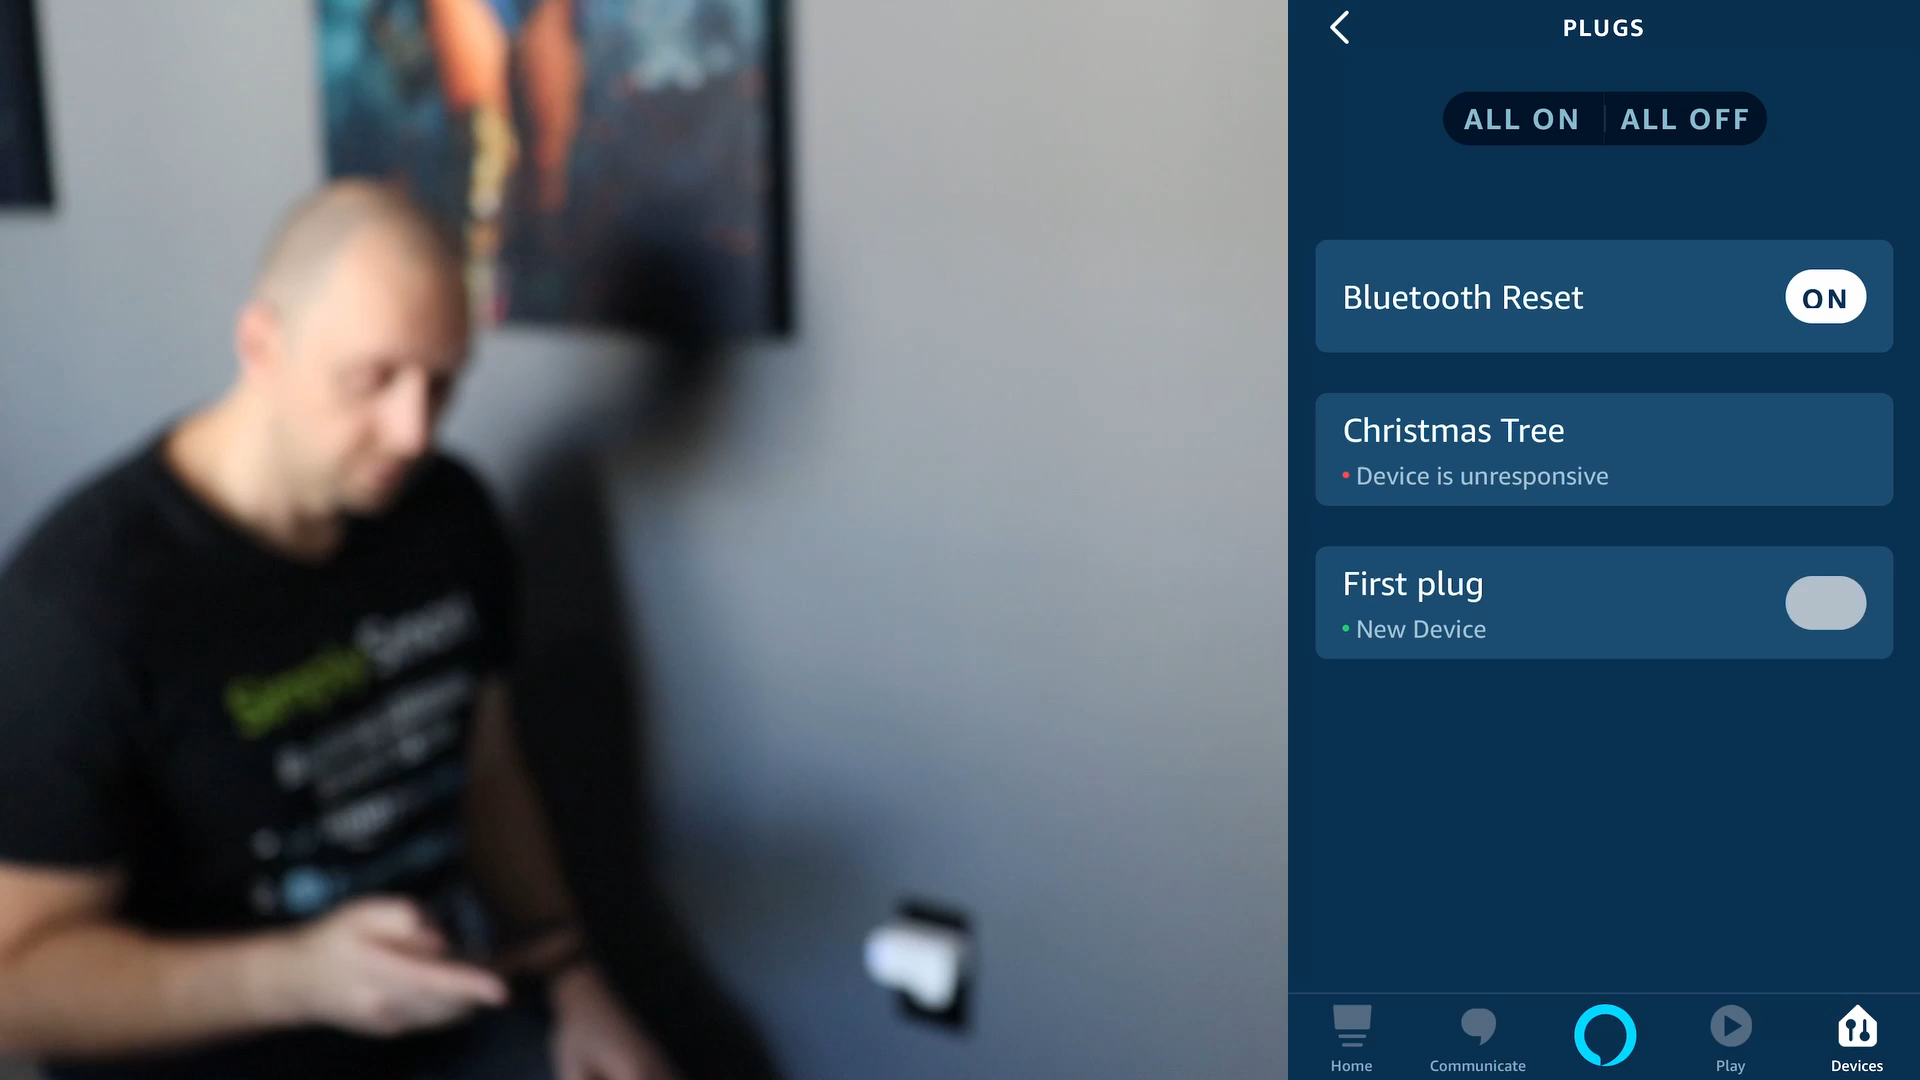 PLUGS
ALL ON
ALL OFF
Bluetooth Reset
ON
Christmas Tree
• Device is unresponsive
First plug
• New Device
Home
Communicate
Play
Devices